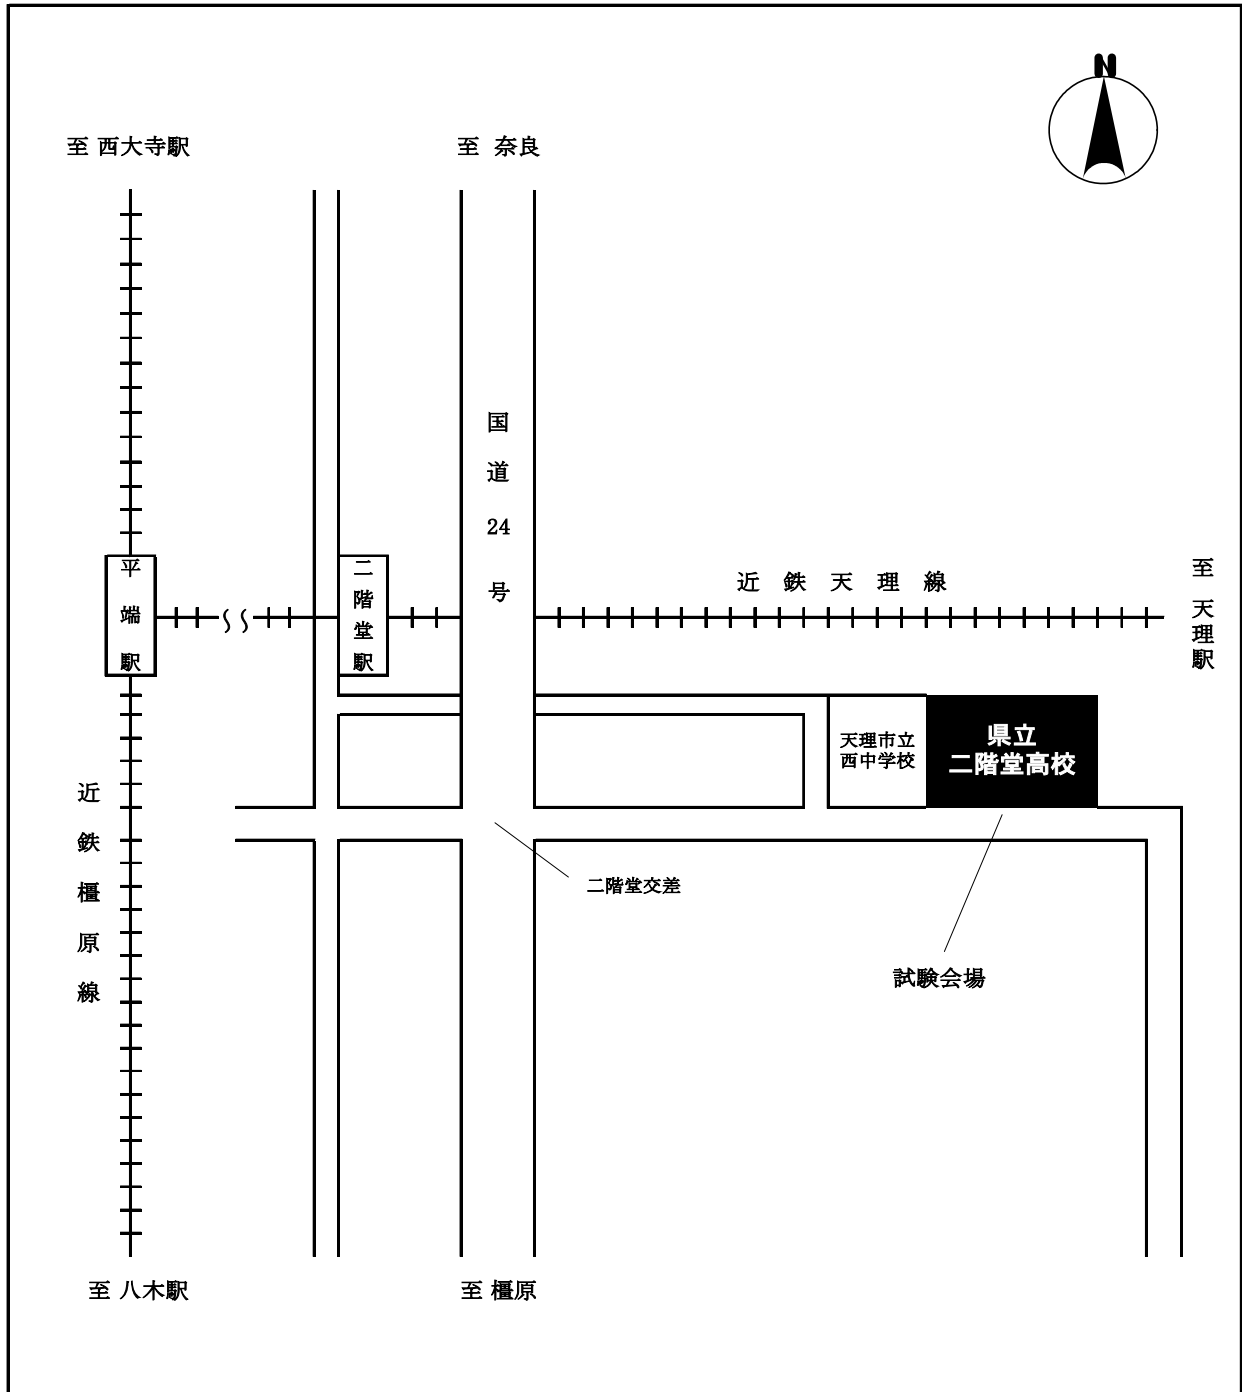 N
至 西大寺駅
至 奈良
国道24号
平端駅
二階堂駅
近鉄天理線
至 天理駅
天理市立
西中学校
県立
二階堂高校
近鉄橿原線
二階堂交差
試験会場
至 八木駅
至 橿原